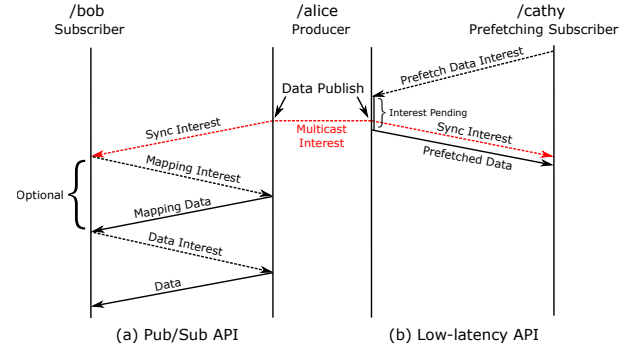 /bob
Subscriber
/alice
Producer
/cathy
Prefetching Subscriber
Prefetch Data Interest
Data Publish
Interest Pending
Sync Interest
Multicast
Interest
Sync Interest
Prefetched Data
Mapping Interest
Optional
Mapping Data
Data Interest
Data
(a) Pub/Sub API
(b) Low-latency API